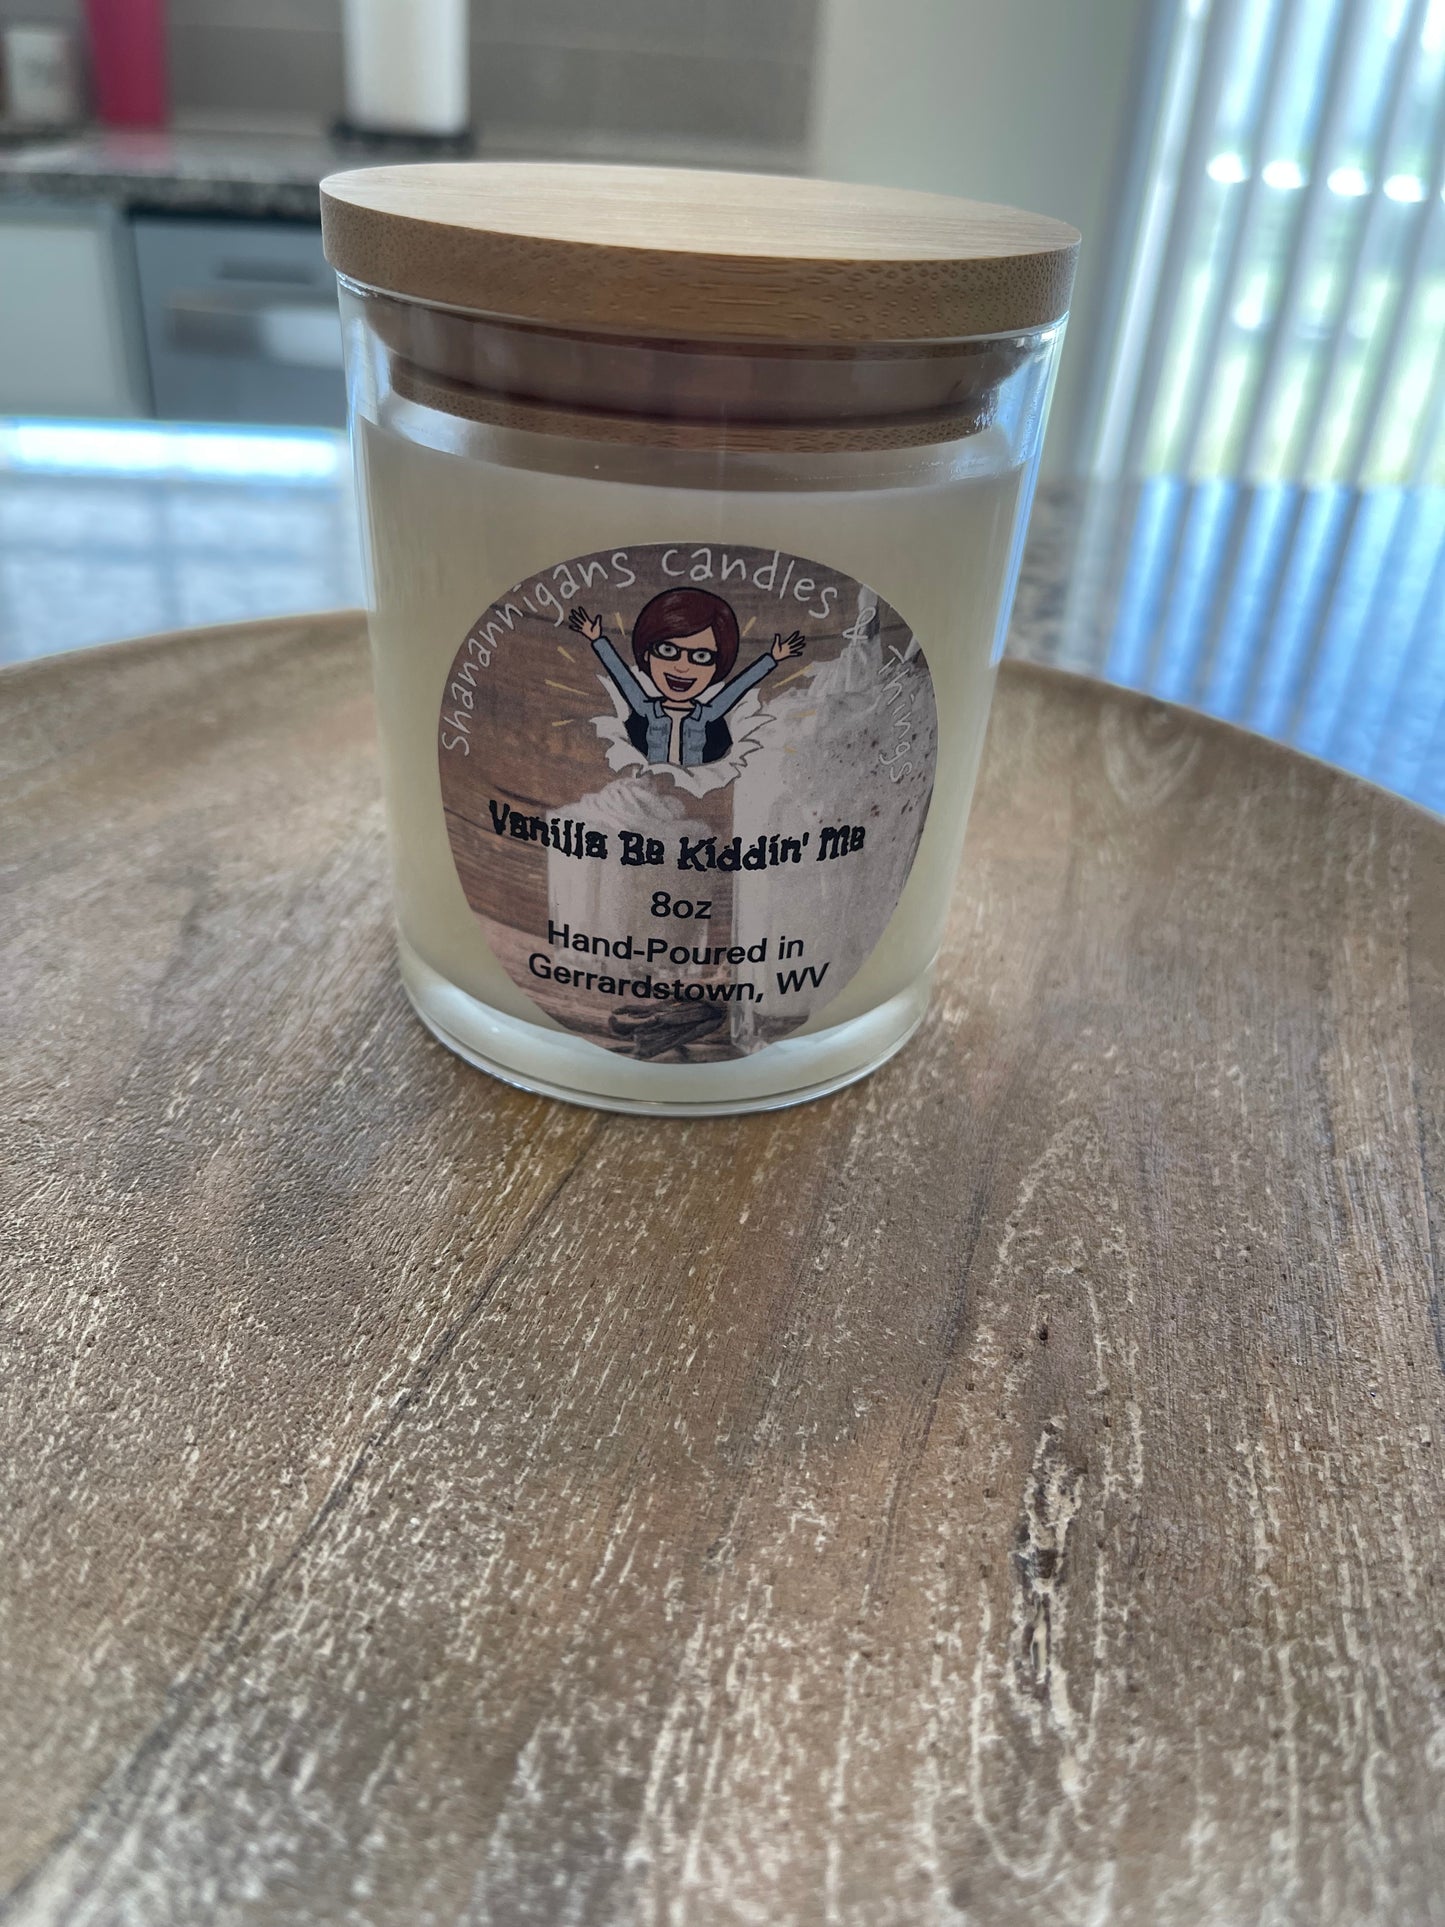 Shanannigans Candles & Things
Vanilla Be Kiddin' Me
8oz
Hand-Poured in
Gerrardstown, WV